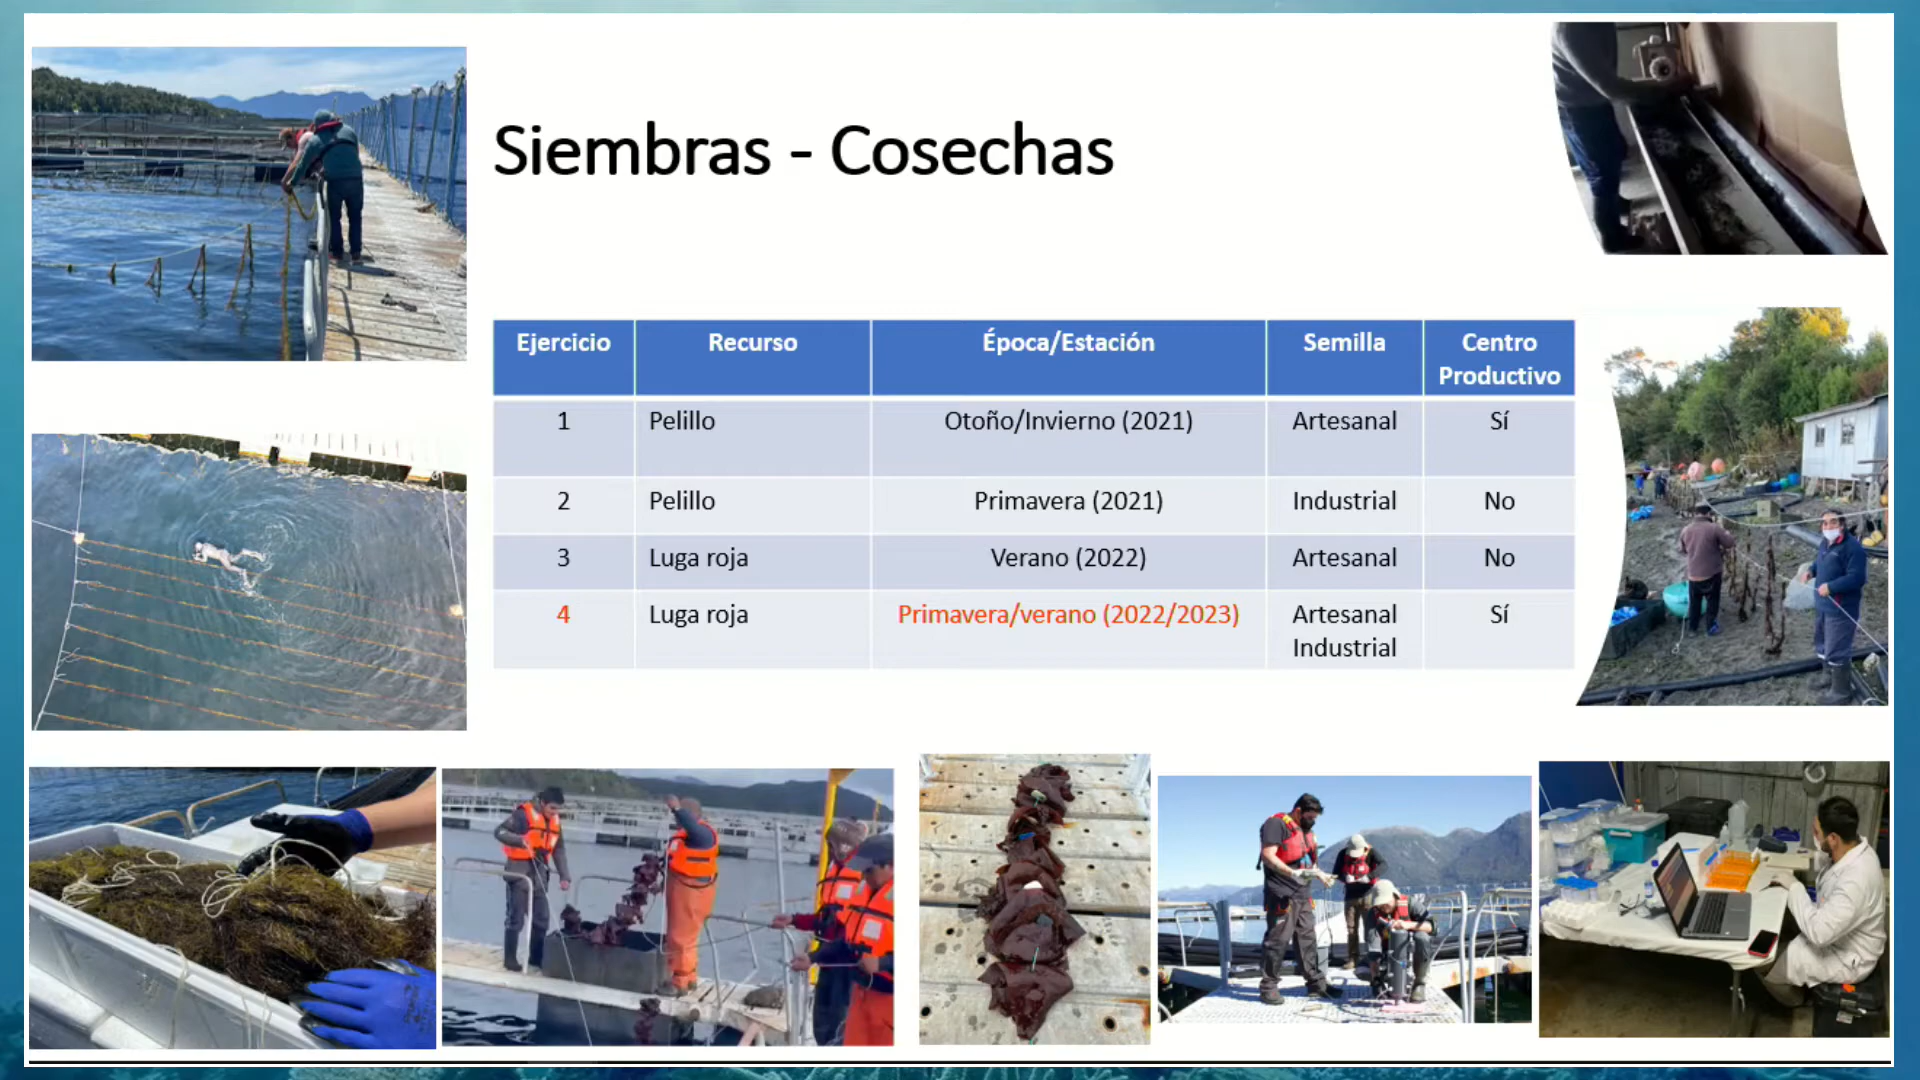 Siembras - Cosechas
Ejercicio Recurso Época/Estación Semilla Centro Productivo
1 Pelillo Otoño/Invierno (2021) Artesanal Sí
2 Pelillo Primavera (2021) Industrial No
3 Luga roja Verano (2022) Artesanal No
4 Luga roja Primavera/verano (2022/2023) Artesanal Industrial Sí